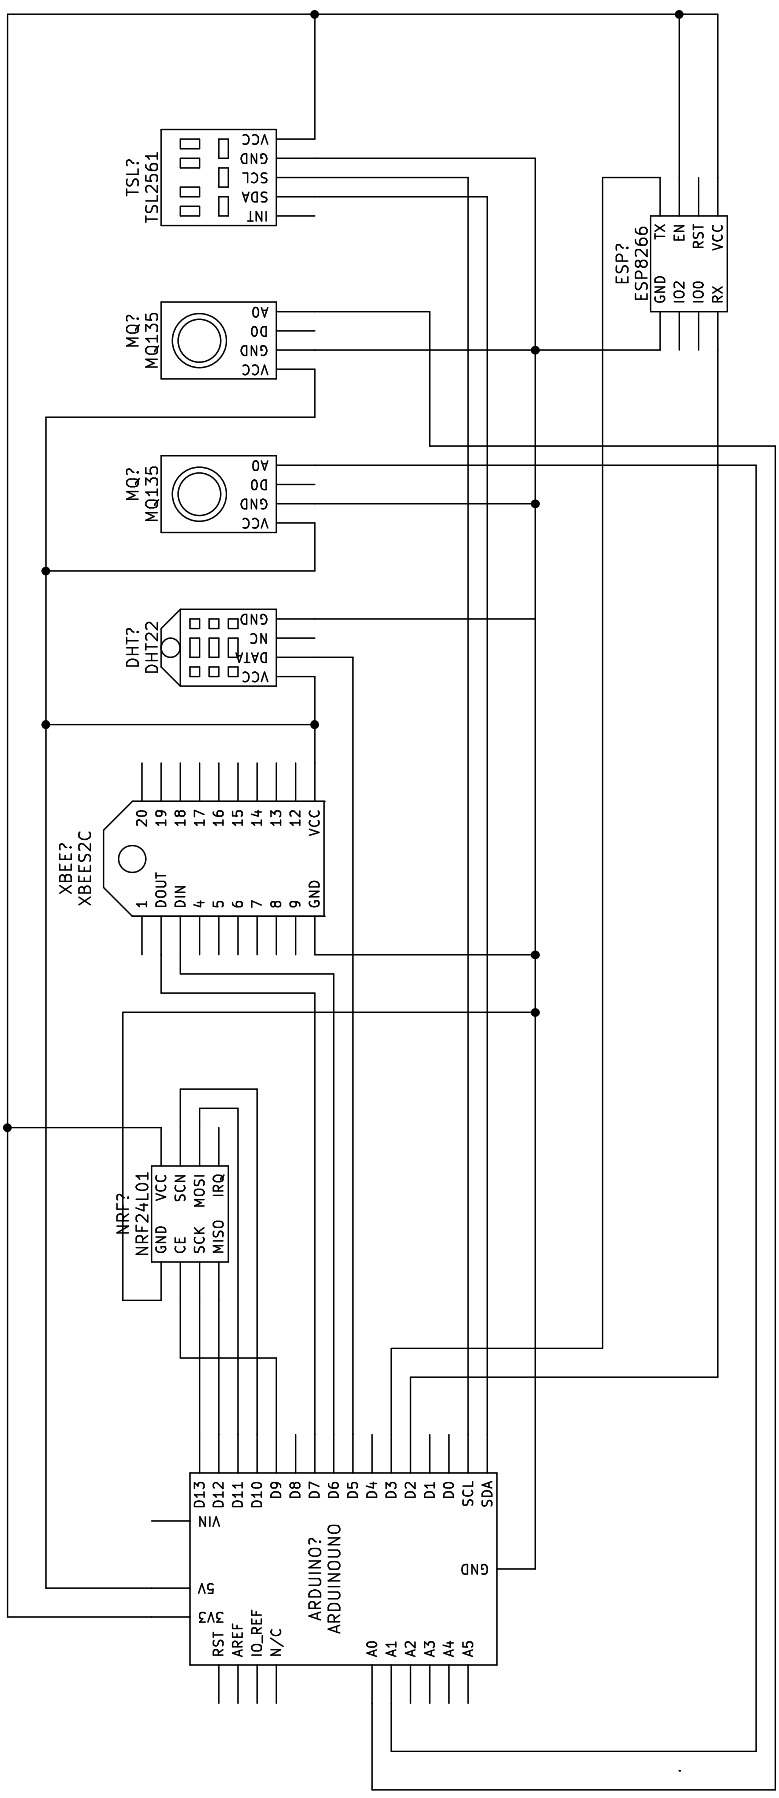 TSL?
TSL2561
VCC
GND
SCL
SDA
INT
ESP?
ESP8266
TX
EN
RST
VCC
GND
IO2
IO0
RX
MQ?
MQ135
A0
D0
GND
VCC
MQ?
MQ135
A0
D0
GND
VCC
DHT?
DHT22
GND
NC
DATA
VCC
XBEE?
XBEES2C
20
19
18
17
16
15
14
13
12
VCC
1
DOUT
DIN
4
5
6
7
8
9
GND
NRF?
NRF24L01
VCC
SCN
MOSI
IRQ
GND
CE
SCK
MISO
D13
D12
D11
D10
D9
D8
D7
D6
D5
D4
D3
D2
D1
D0
SCL
SDA
VIN
5V
3V3
GND
ARDUINO?
ARDUINOUNO
RST
AREF
IO_REF
N/C
A0
A1
A2
A3
A4
A5